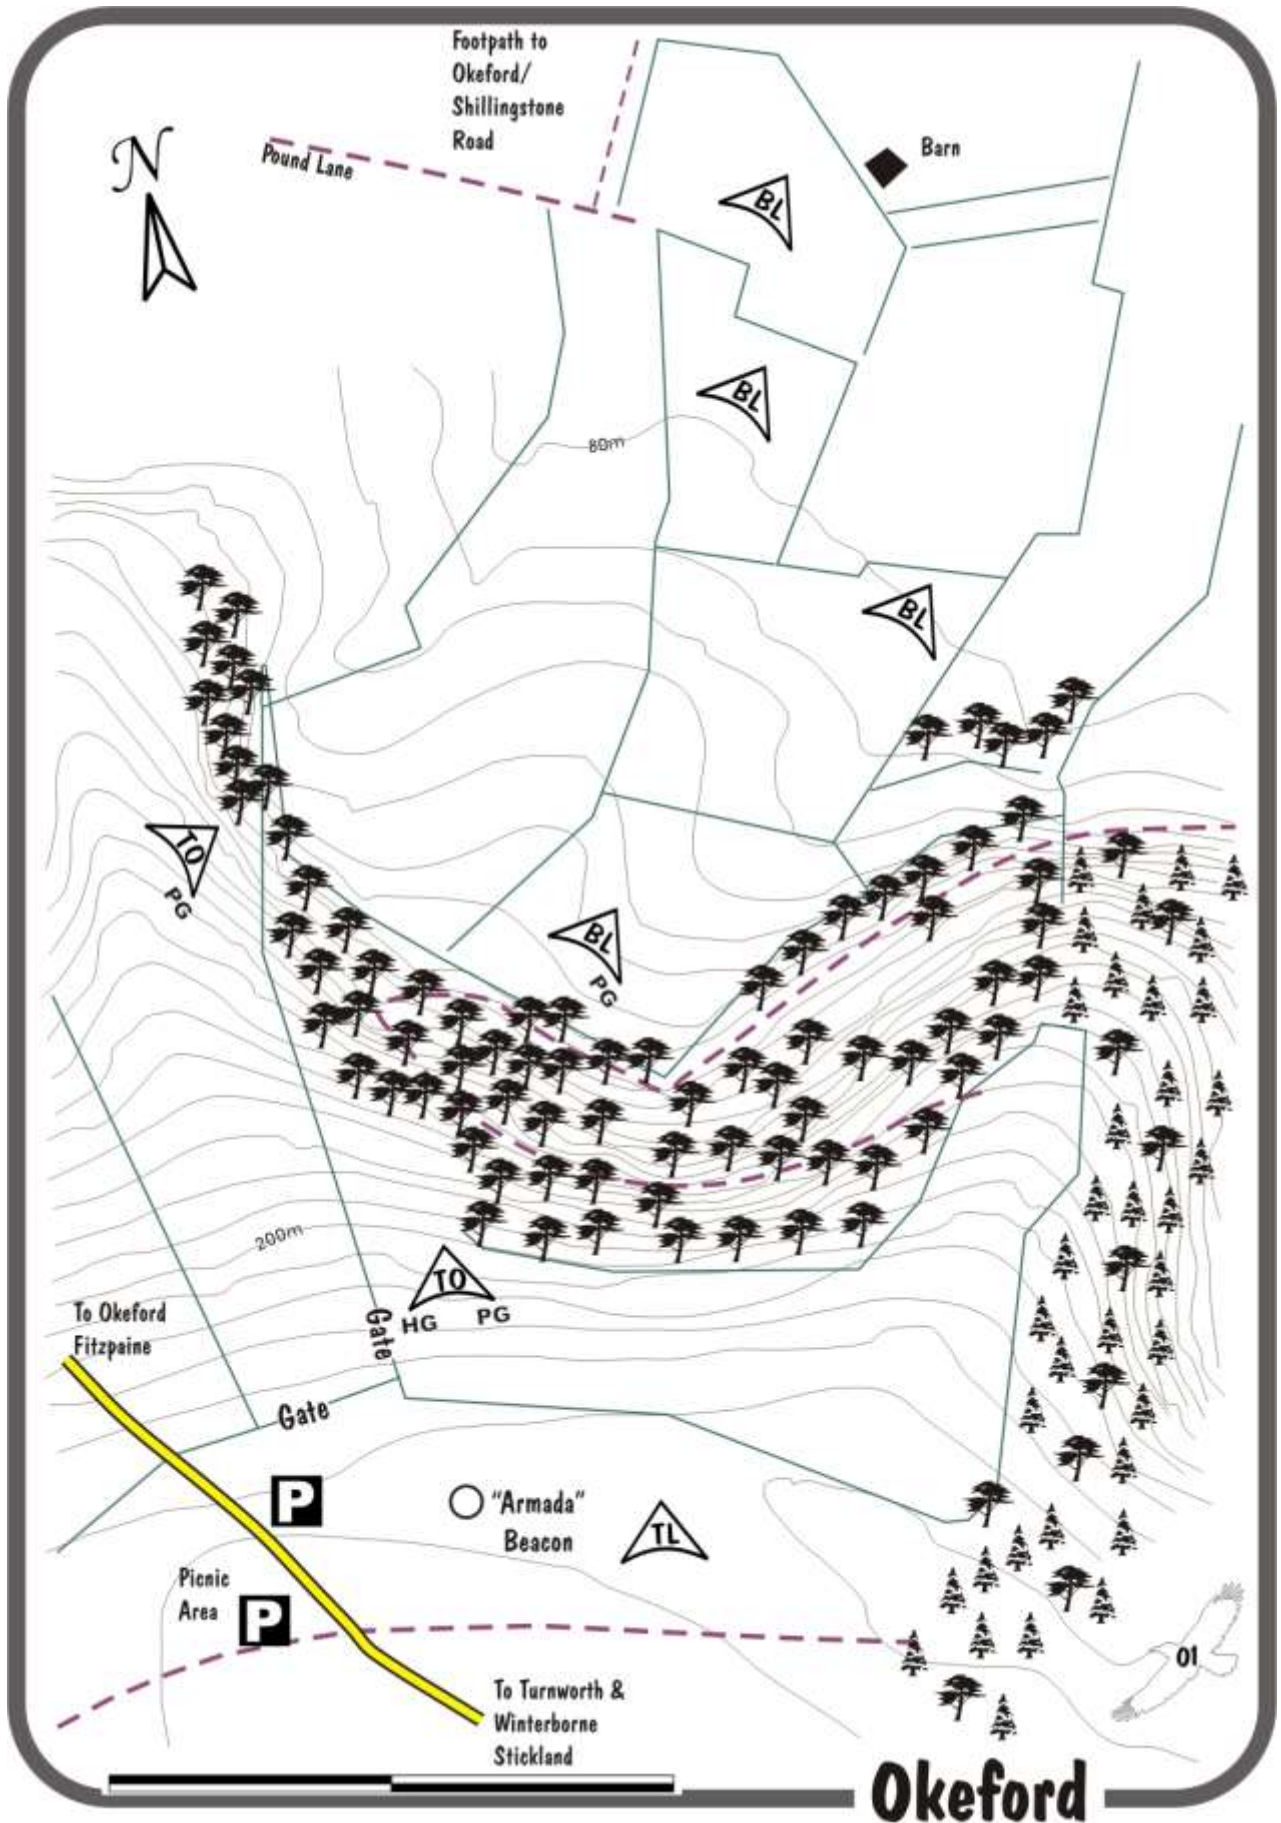 Footpath to
Okeford/
Shillingstone
Road
N
Pound Lane
Barn
BL
BL
80m
BL
TO
PG
BL
PG
200m
TO
HG PG
To Okeford
Fitzpaine
Gate
Gate
P
"Armada"
Beacon
TL
Picnic
Area
P
01
To Turnworth &
Winterborne
Stickland
Okeford